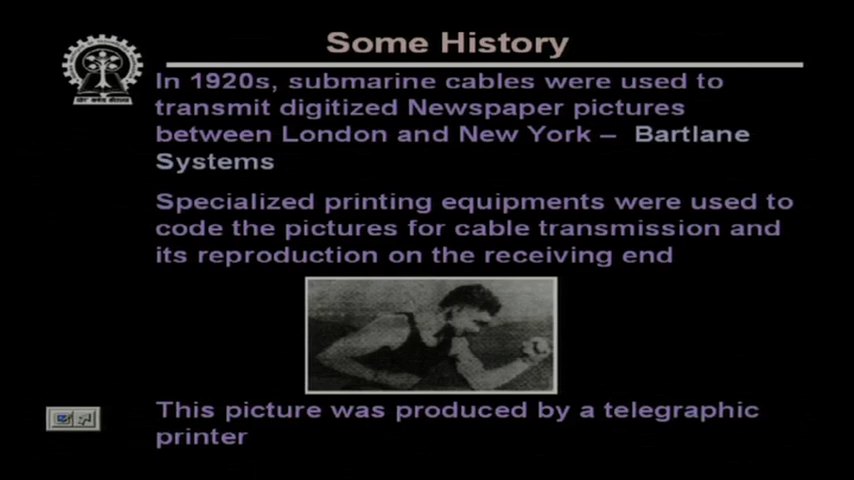 Some History
In 1920s, submarine cables were used to
transmit digitized Newspaper pictures
between London and New York – Bartlane
Systems
Specialized printing equipments were used to
code the pictures for cable transmission and
its reproduction on the receiving end
This picture was produced by a telegraphic
printer